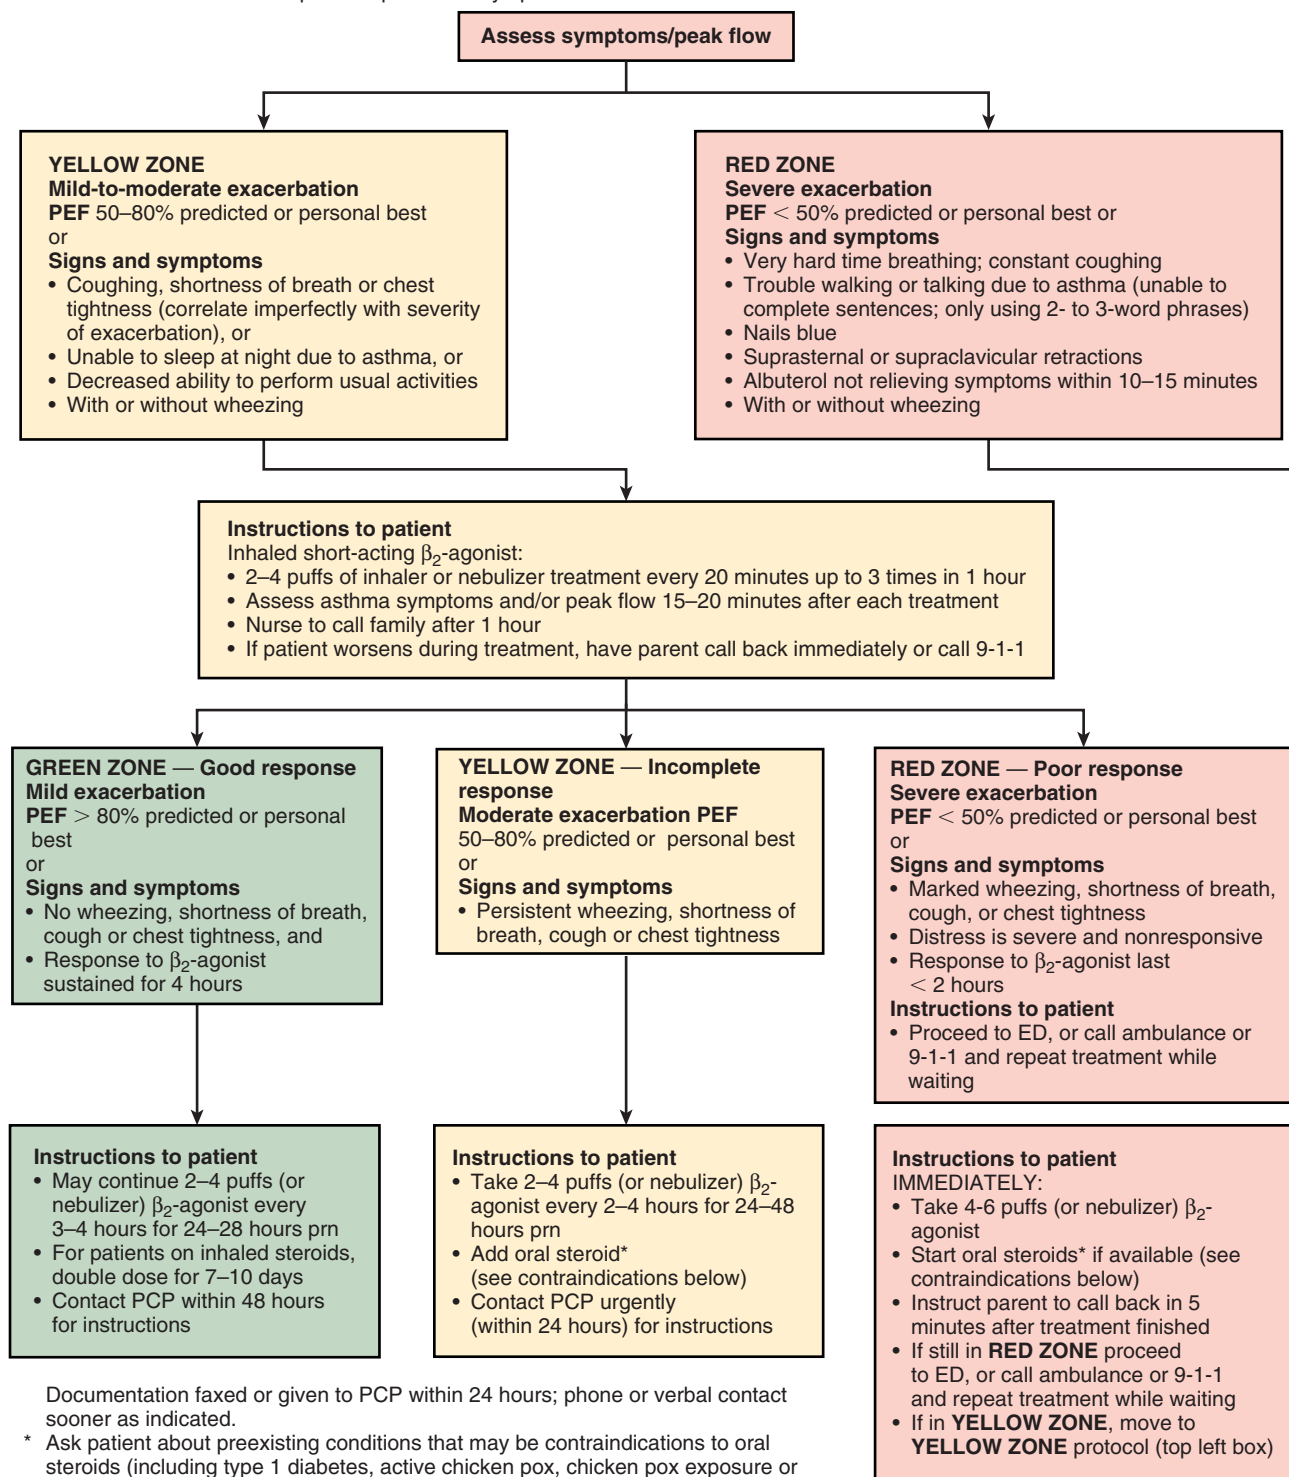 Assess symptoms/peak flow
YELLOW ZONE
Mild-to-moderate exacerbation
PEF 50–80% predicted or personal best
or
Signs and symptoms
• Coughing, shortness of breath or chest
tightness (correlate imperfectly with severity
of exacerbation), or
• Unable to sleep at night due to asthma, or
• Decreased ability to perform usual activities
• With or without wheezing
RED ZONE
Severe exacerbation
PEF < 50% predicted or personal best or
Signs and symptoms
• Very hard time breathing; constant coughing
• Trouble walking or talking due to asthma (unable to
complete sentences; only using 2- to 3-word phrases)
• Nails blue
• Suprasternal or supraclavicular retractions
• Albuterol not relieving symptoms within 10–15 minutes
• With or without wheezing
Instructions to patient
Inhaled short-acting β2-agonist:
• 2–4 puffs of inhaler or nebulizer treatment every 20 minutes up to 3 times in 1 hour
• Assess asthma symptoms and/or peak flow 15–20 minutes after each treatment
• Nurse to call family after 1 hour
• If patient worsens during treatment, have parent call back immediately or call 9-1-1
GREEN ZONE — Good response
Mild exacerbation
PEF > 80% predicted or personal
best
or
Signs and symptoms
• No wheezing, shortness of breath,
cough or chest tightness, and
• Response to β2-agonist
sustained for 4 hours
YELLOW ZONE — Incomplete
response
Moderate exacerbation PEF
50–80% predicted or personal best
or
Signs and symptoms
• Persistent wheezing, shortness of
breath, cough or chest tightness
RED ZONE — Poor response
Severe exacerbation
PEF < 50% predicted or personal best
or
Signs and symptoms
• Marked wheezing, shortness of breath,
cough, or chest tightness
• Distress is severe and nonresponsive
• Response to β2-agonist last
< 2 hours
Instructions to patient
• Proceed to ED, or call ambulance or
9-1-1 and repeat treatment while
waiting
Instructions to patient
• May continue 2–4 puffs (or
nebulizer) β2-agonist every
3–4 hours for 24–28 hours prn
• For patients on inhaled steroids,
double dose for 7–10 days
• Contact PCP within 48 hours
for instructions
Instructions to patient
• Take 2–4 puffs (or nebulizer) β2-
agonist every 2–4 hours for 24–48
hours prn
• Add oral steroid*
(see contraindications below)
• Contact PCP urgently
(within 24 hours) for instructions
Instructions to patient
IMMEDIATELY:
• Take 4-6 puffs (or nebulizer) β2-
agonist
• Start oral steroids* if available (see
contraindications below)
• Instruct parent to call back in 5
minutes after treatment finished
• If still in RED ZONE proceed
to ED, or call ambulance or 9-1-1
and repeat treatment while waiting
• If in YELLOW ZONE, move to
YELLOW ZONE protocol (top left box)
Documentation faxed or given to PCP within 24 hours; phone or verbal contact
sooner as indicated.
* Ask patient about preexisting conditions that may be contraindications to oral
steroids (including type 1 diabetes, active chicken pox, chicken pox exposure or